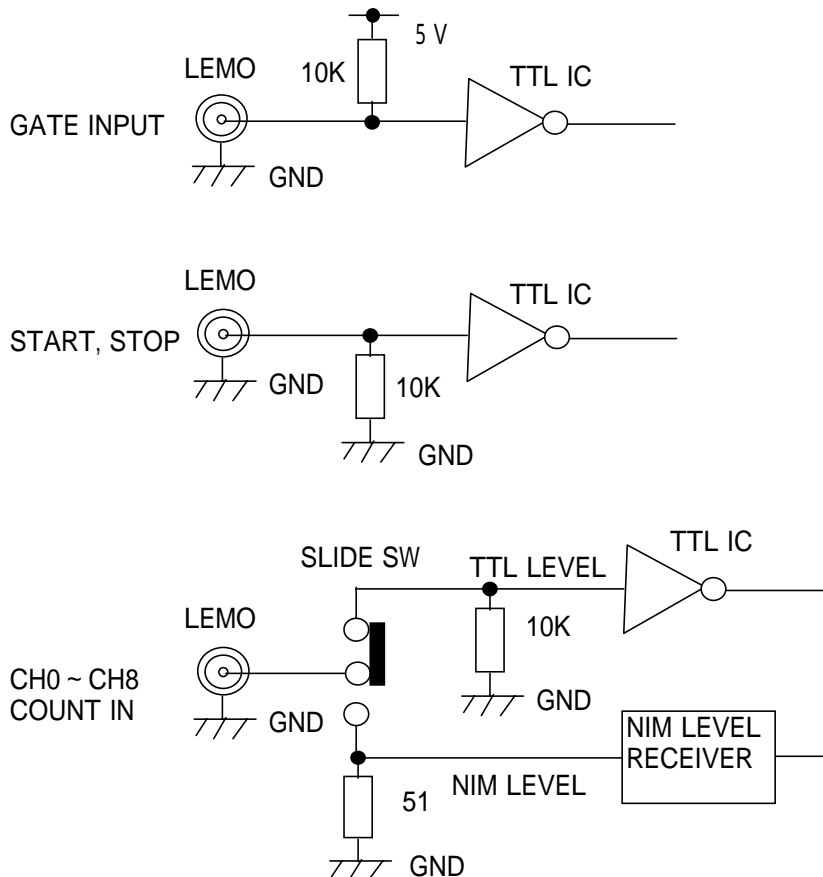 5 V
LEMO
10K
TTL IC
GATE INPUT
GND
LEMO
TTL IC
START, STOP
GND
10K
GND
SLIDE SW
TTL LEVEL
TTL IC
LEMO
10K
CH0 ~ CH8
COUNT IN
GND
GND
NIM LEVEL
RECEIVER
51
NIM LEVEL
GND